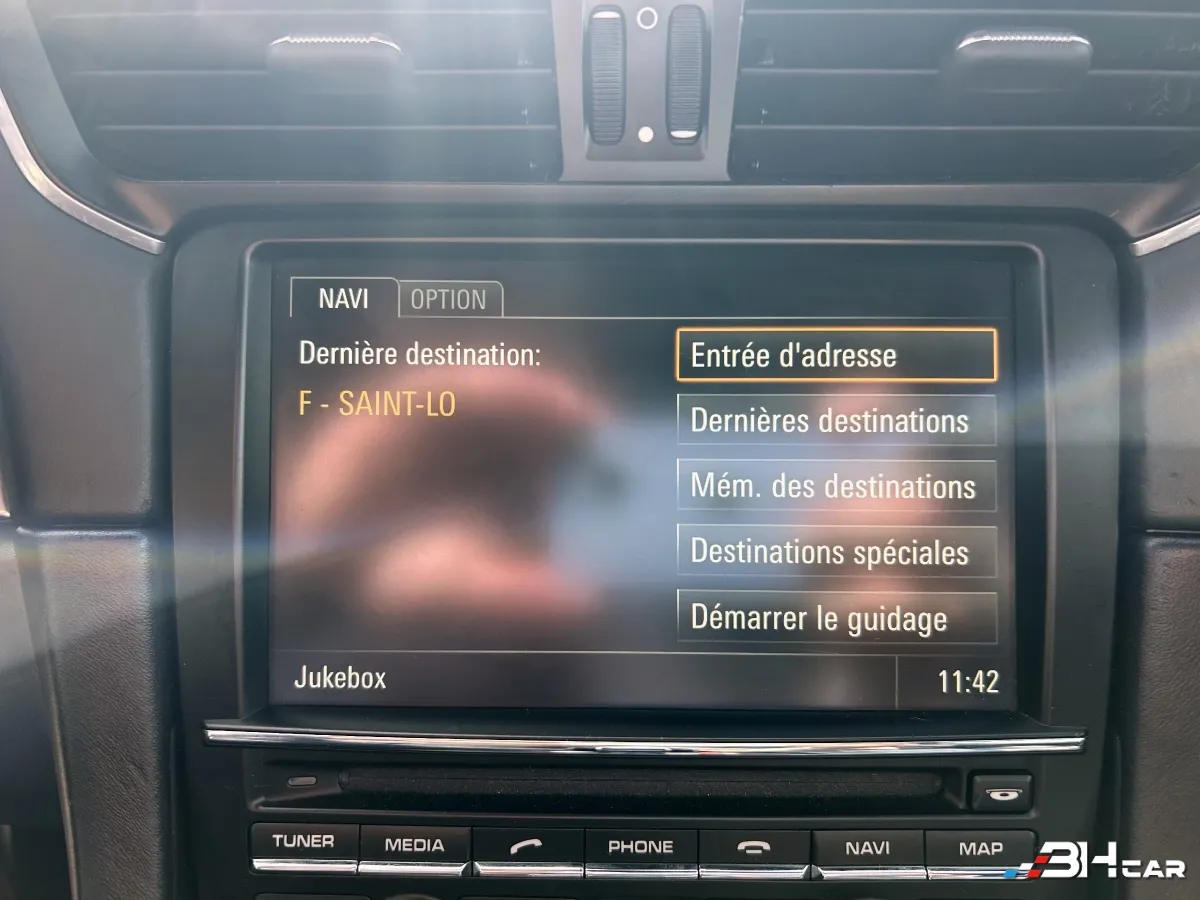 NAVI OPTION
Dernière destination:
F - SAINT-LO
Entrée d'adresse
Dernières destinations
Mém. des destinations
Destinations spéciales
Démarrer le guidage
Jukebox 11:42
TUNER MEDIA PHONE NAVI MAP
3HCAR